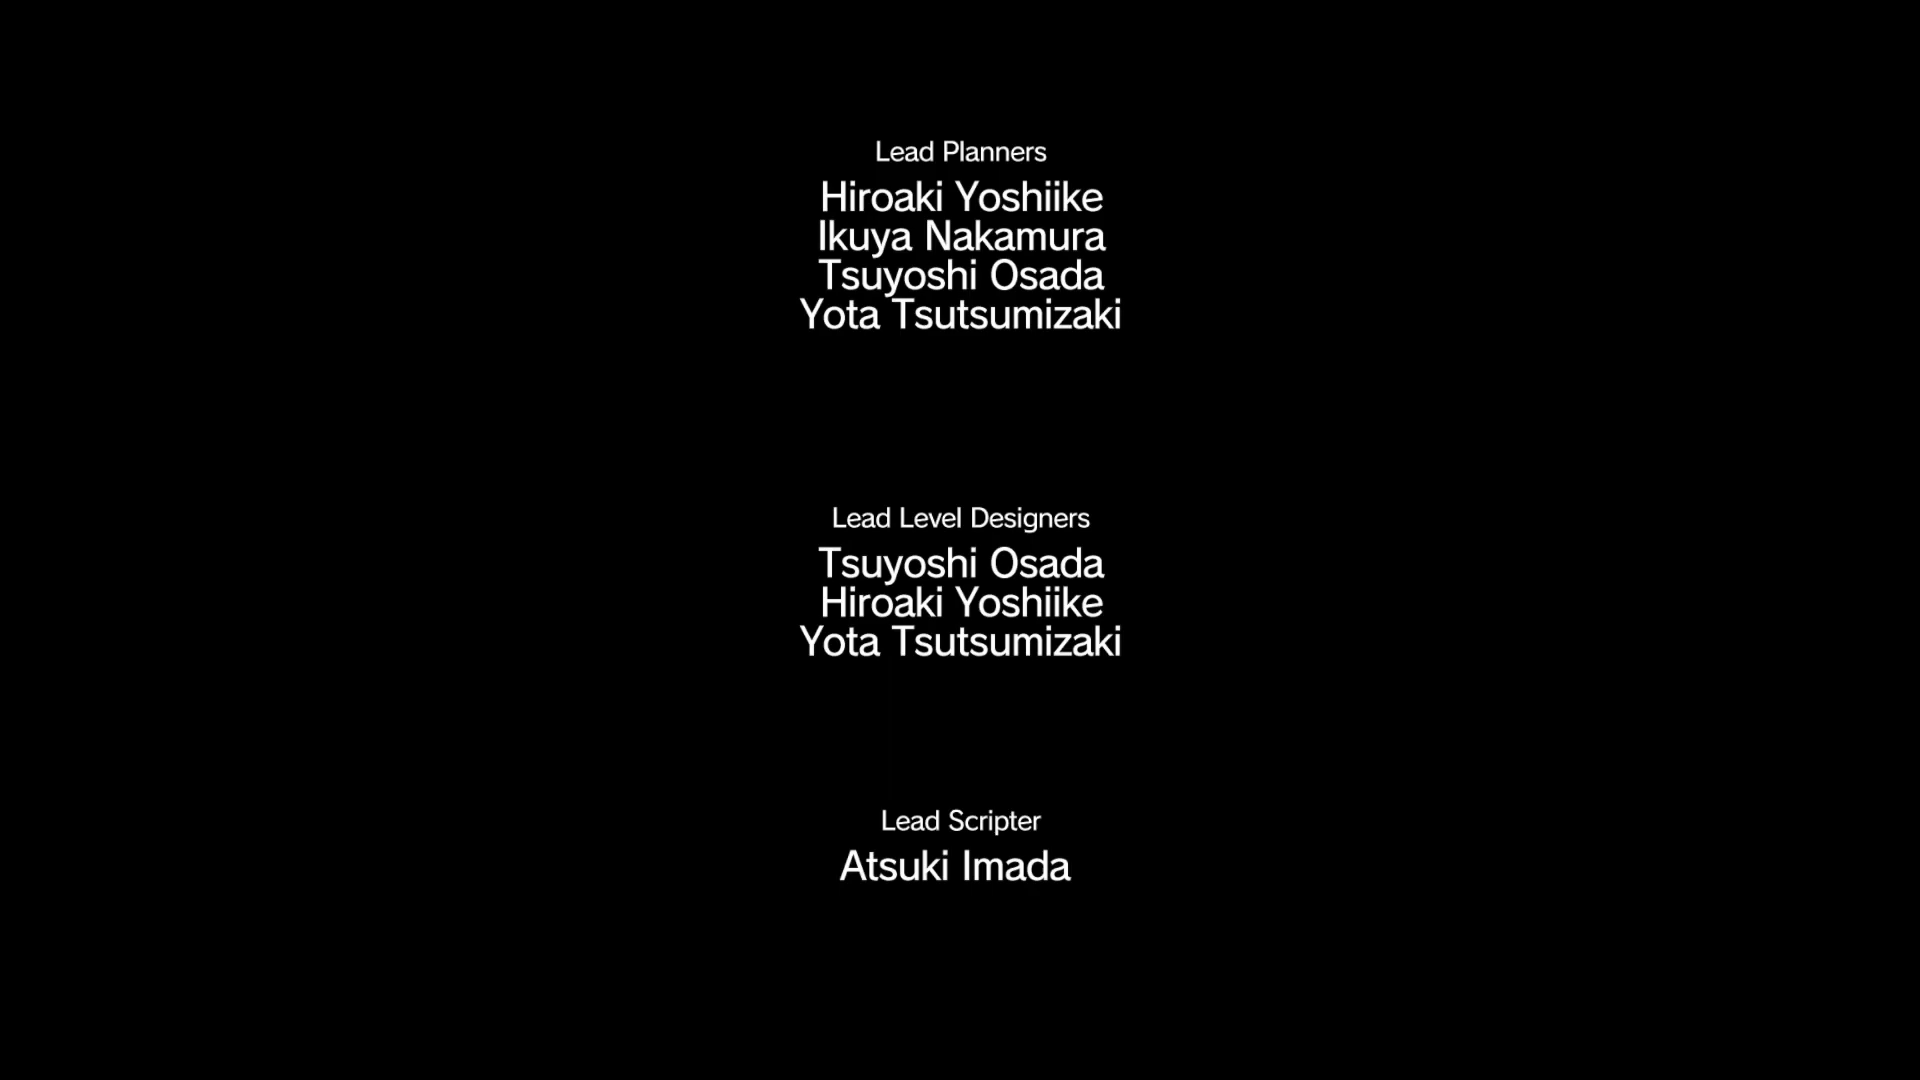 Lead Planners
Hiroaki Yoshiike
Ikuya Nakamura
Tsuyoshi Osada
Yota Tsutsumizaki
Lead Level Designers
Tsuyoshi Osada
Hiroaki Yoshiike
Yota Tsutsumizaki
Lead Scripter
Atsuki Imada